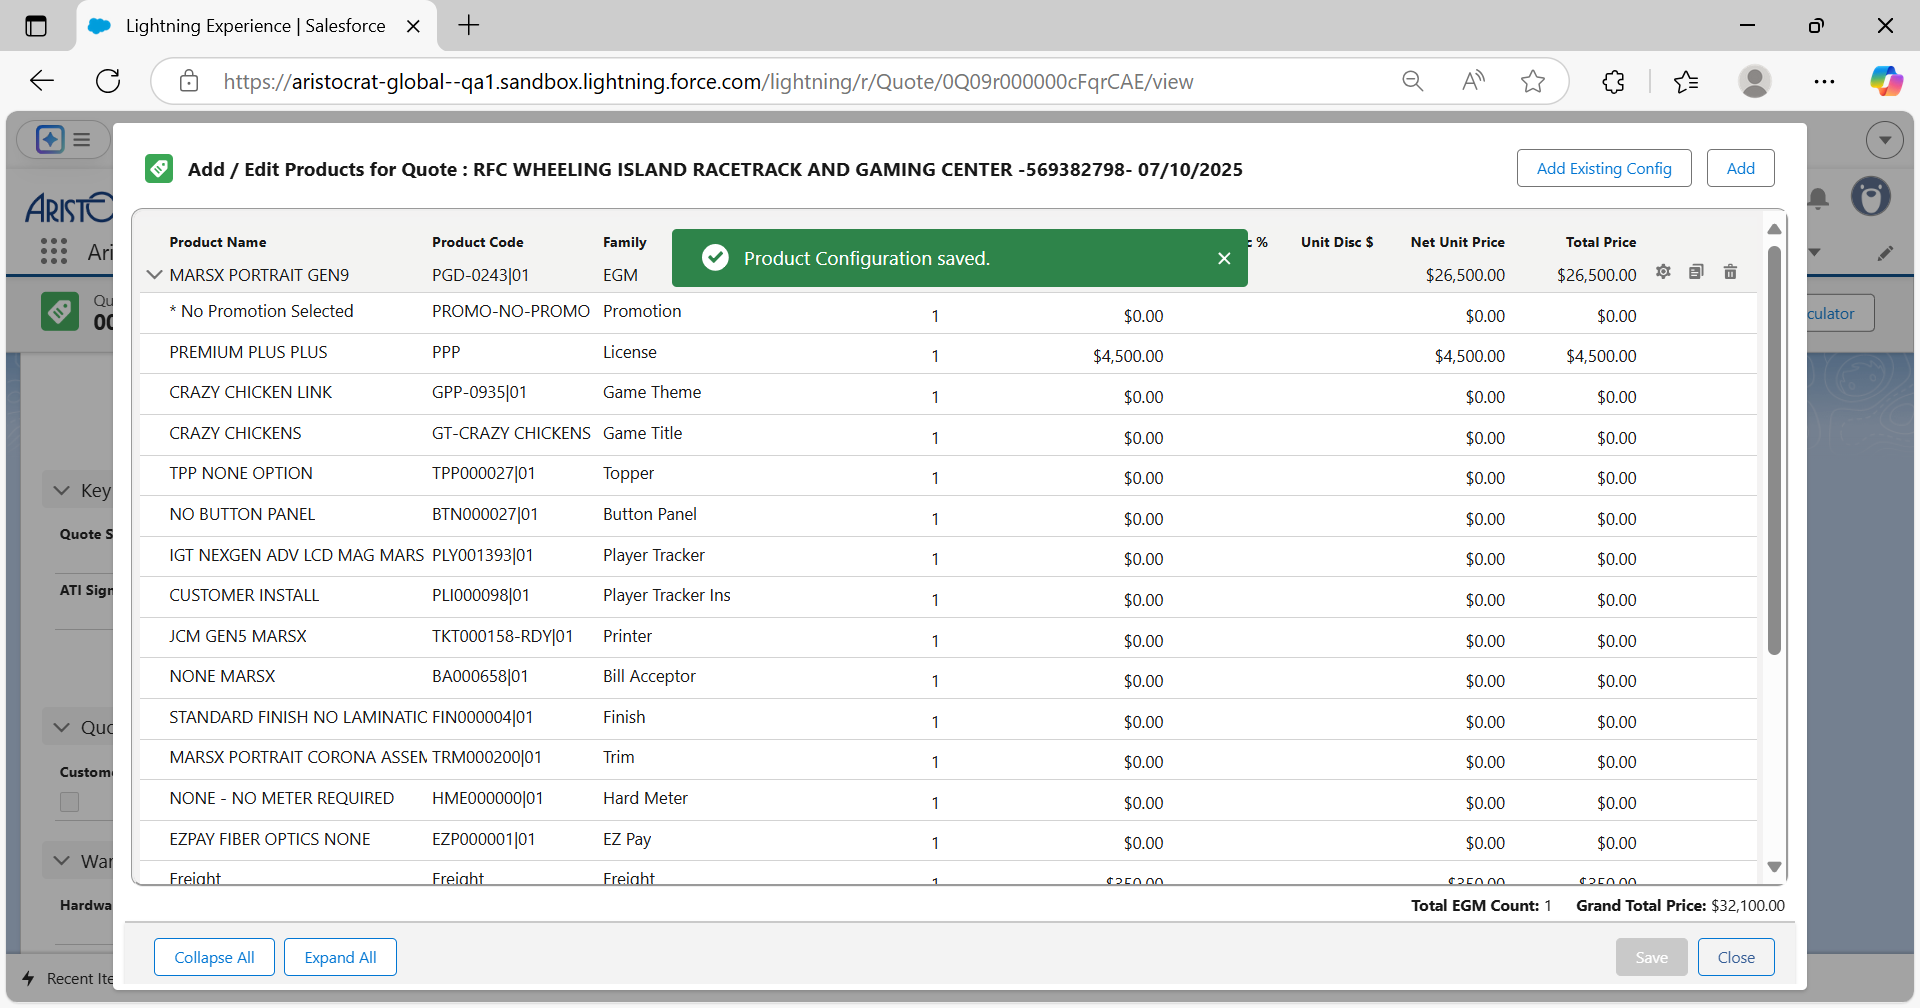 Lightning Experience | Salesforce
https://aristocrat-global--qa1.sandbox.lightning.force.com/lightning/r/Quote/0Q09r000000cFqrCAE/view
Add / Edit Products for Quote : RFC WHEELING ISLAND RACETRACK AND GAMING CENTER -569382798- 07/10/2025
Add Existing Config
Add
Product Name Product Code Family c % Unit Disc $ Net Unit Price Total Price
Product Configuration saved.
MARSX PORTRAIT GEN9 PGD-0243|01 EGM $26,500.00 $26,500.00
* No Promotion Selected PROMO-NO-PROMO Promotion 1 $0.00 $0.00 $0.00
PREMIUM PLUS PLUS PPP License 1 $4,500.00 $4,500.00 $4,500.00
CRAZY CHICKEN LINK GPP-0935|01 Game Theme 1 $0.00 $0.00 $0.00
CRAZY CHICKENS GT-CRAZY CHICKENS Game Title 1 $0.00 $0.00 $0.00
TPP NONE OPTION TPP000027|01 Topper 1 $0.00 $0.00 $0.00
NO BUTTON PANEL BTN000027|01 Button Panel 1 $0.00 $0.00 $0.00
IGT NEXGEN ADV LCD MAG MARS PLY001393|01 Player Tracker 1 $0.00 $0.00 $0.00
CUSTOMER INSTALL PLI000098|01 Player Tracker Ins 1 $0.00 $0.00 $0.00
JCM GEN5 MARSX TKT000158-RDY|01 Printer 1 $0.00 $0.00 $0.00
NONE MARSX BA000658|01 Bill Acceptor 1 $0.00 $0.00 $0.00
STANDARD FINISH NO LAMINATIC FIN000004|01 Finish 1 $0.00 $0.00 $0.00
MARSX PORTRAIT CORONA ASSEM TRM000200|01 Trim 1 $0.00 $0.00 $0.00
NONE - NO METER REQUIRED HME000000|01 Hard Meter 1 $0.00 $0.00 $0.00
EZPAY FIBER OPTICS NONE EZP000001|01 EZ Pay 1 $0.00 $0.00 $0.00
Freight Freight Freight 1 $350.00 $350.00 $350.00
Total EGM Count: 1 Grand Total Price: $32,100.00
Collapse All
Expand All
Save
Close
ARISTO
Ari
Qu
00
culator
Key
Quote S
ATI Sign
Quo
Custome
War
Hardwa
Recent Ite